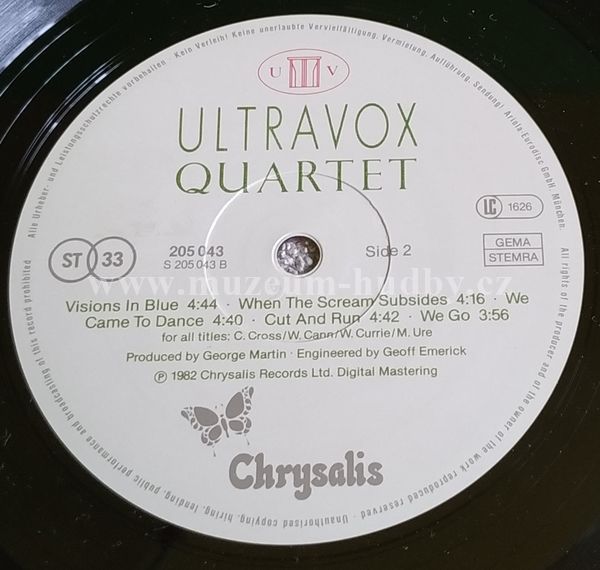 Alle Urheber- und Leistungsschutzrechte vorbehalten · Kein Verleih! Keine unerlaubte Vervielfältigung, Vermietung, Aufführung, Sendung! Ariola-Eurodisc GmbH, München.
U V
ULTRAVOX
QUARTET
LC 1626
ST 33
205 043
S 205 043 B
Side 2
GEMA
STEMRA
www.muzeum-hudby.cz
Visions In Blue 4:44 · When The Scream Subsides 4:16 · We
Came To Dance 4:40 · Cut And Run 4:42 · We Go 3:56
for all titles: C. Cross/W. Cann/W. Currie/M. Ure
Produced by George Martin · Engineered by Geoff Emerick
℗ 1982 Chrysalis Records Ltd. Digital Mastering
Chrysalis
All rights of the producer and of the owner of the work reproduced reserved · Unauthorised copying, hiring, lending, public performance and broadcasting of this record prohibited